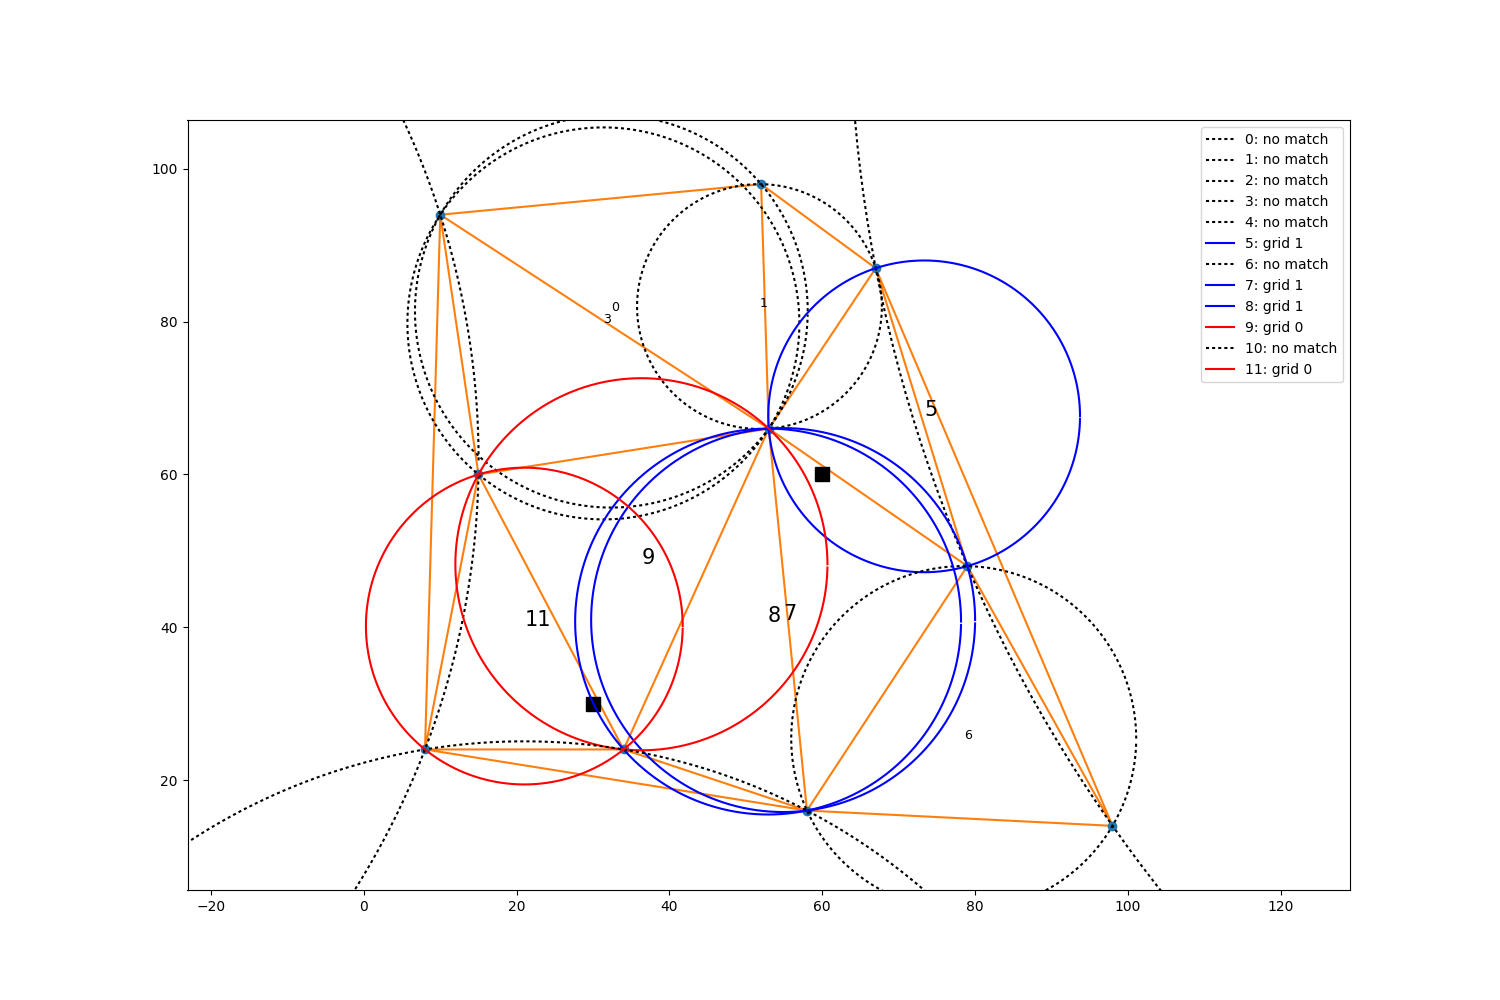 100
80
60
40
20
−20
0
20
40
60
80
100
120
0: no match
1: no match
2: no match
3: no match
4: no match
5: grid 1
6: no match
7: grid 1
8: grid 1
9: grid 0
10: no match
11: grid 0
0
1
3
5
9
11
8
7
6